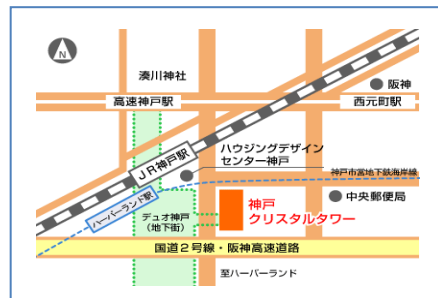 N
湊川神社
阪神
高速神戸駅
西元町駅
ハウジングデザイン
センター神戸
JR神戸駅
神戸市営地下鉄海岸線
ハーバーランド駅
デュオ神戸
(地下街)
神戸
クリスタルタワー
中央郵便局
国道2号線・阪神高速道路
至ハーバーランド